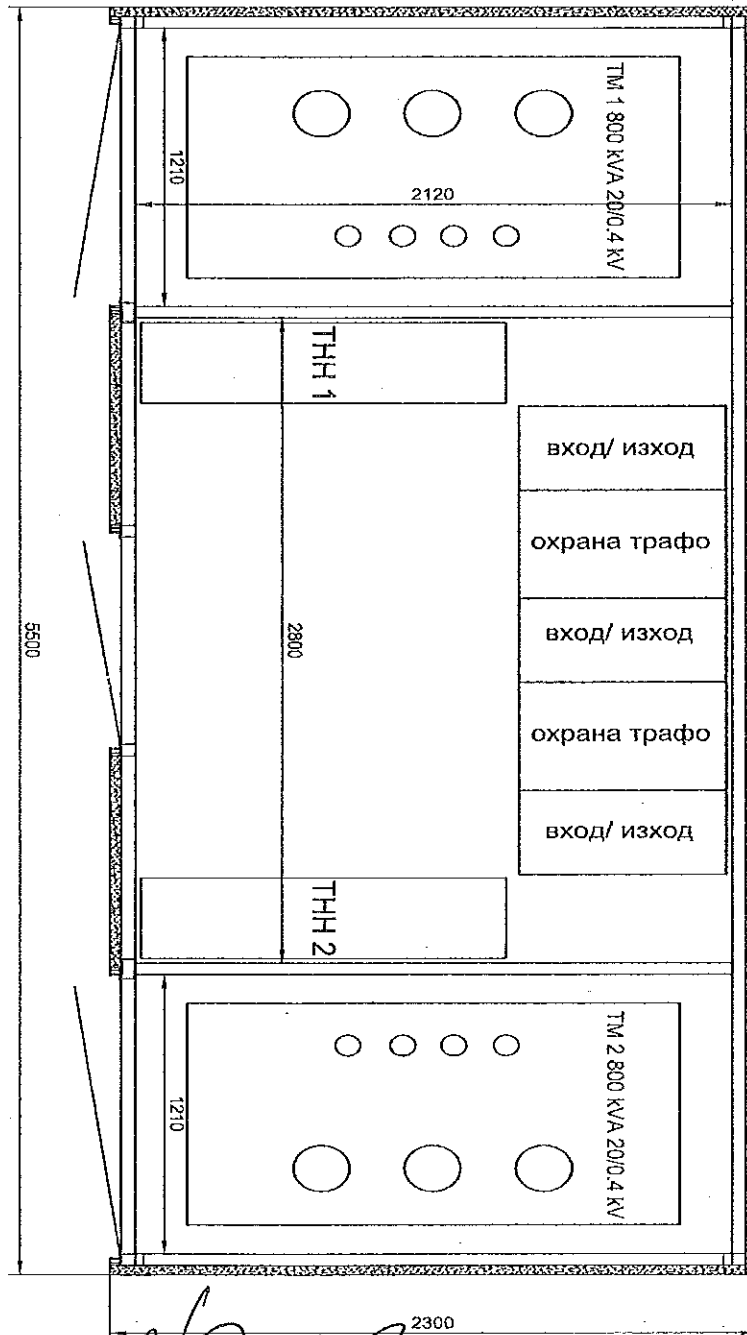 ТМ 1 800 kVA 20/0.4 kV
1210
2120
ТНН 1
вход/ изход
охрана трафо
вход/ изход
2800
5500
охрана трафо
вход/ изход
ТНН 2
ТМ 2 800 kVA 20/0.4 kV
1210
2300